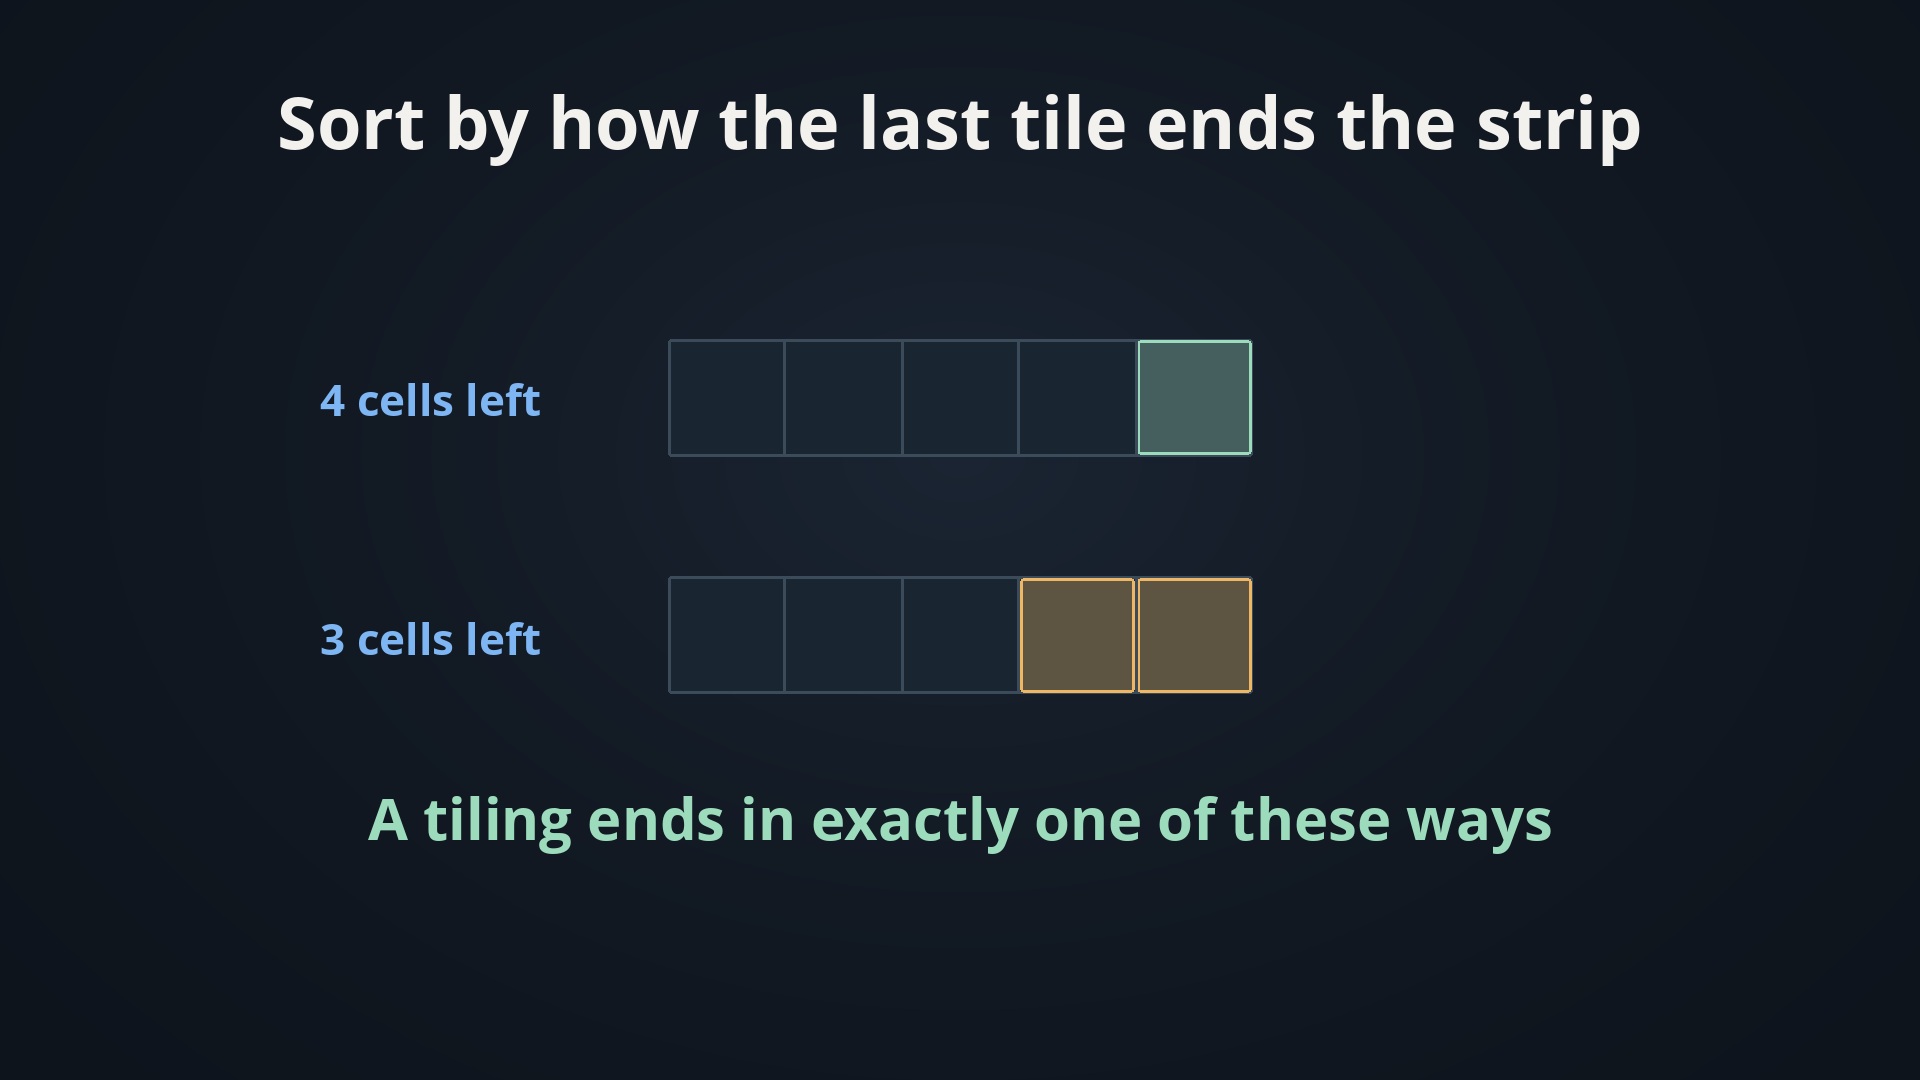 Sort by how the last tile ends the strip
4 cells left
3 cells left
A tiling ends in exactly one of these ways